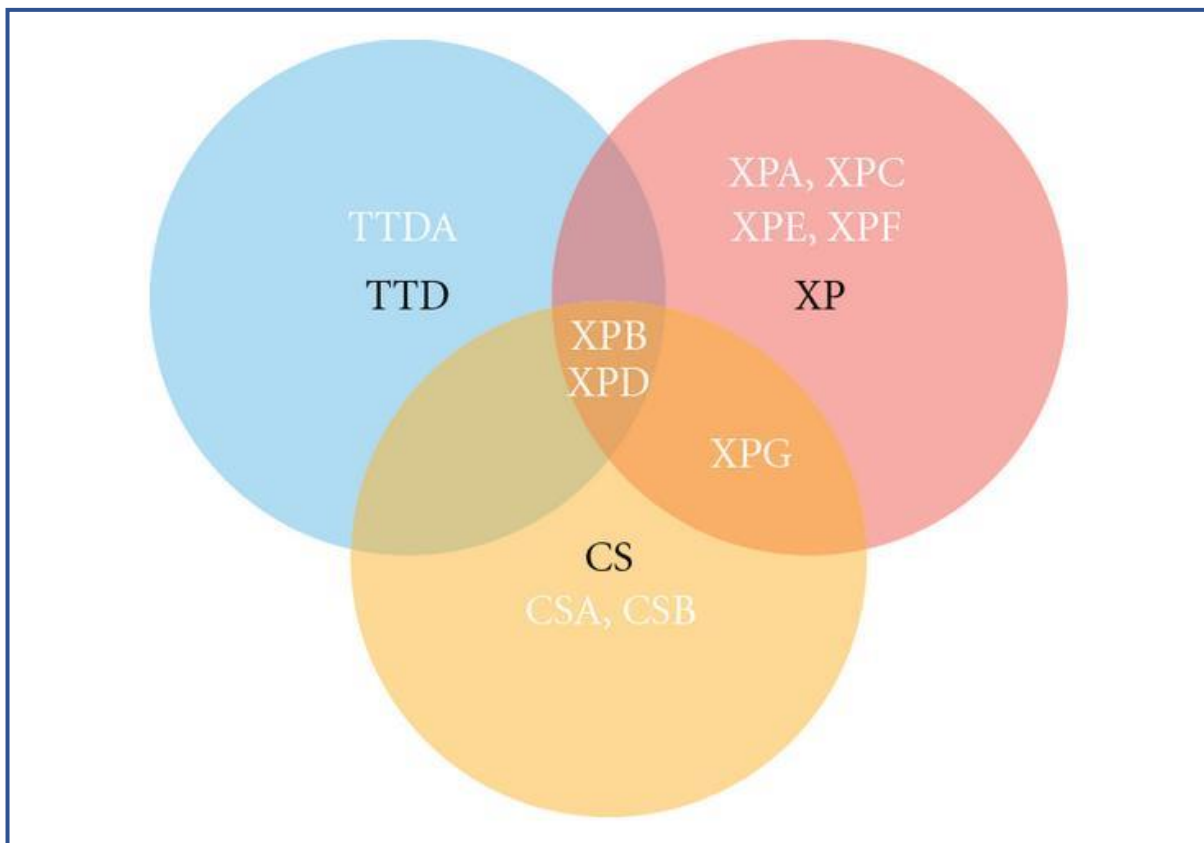 TTDA
TTD
XPA, XPC
XPE, XPF
XP
XPB
XPD
XPG
CS
CSA, CSB